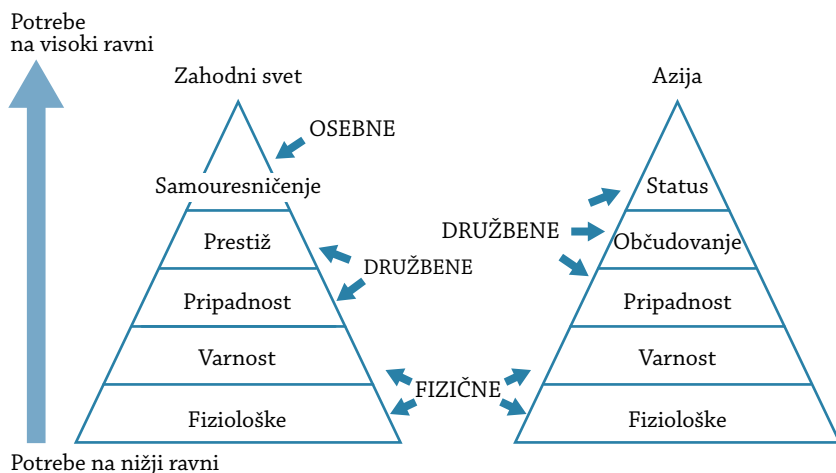 Potrebe
na visoki ravni
Zahodni svet
Azija
OSEBNE
Samouresničenje
Status
Prestiž
DRUŽBENE
DRUŽBENE
Občudovanje
Pripadnost
Pripadnost
Varnost
Varnost
FIZIČNE
Fiziološke
Fiziološke
Potrebe na nižji ravni